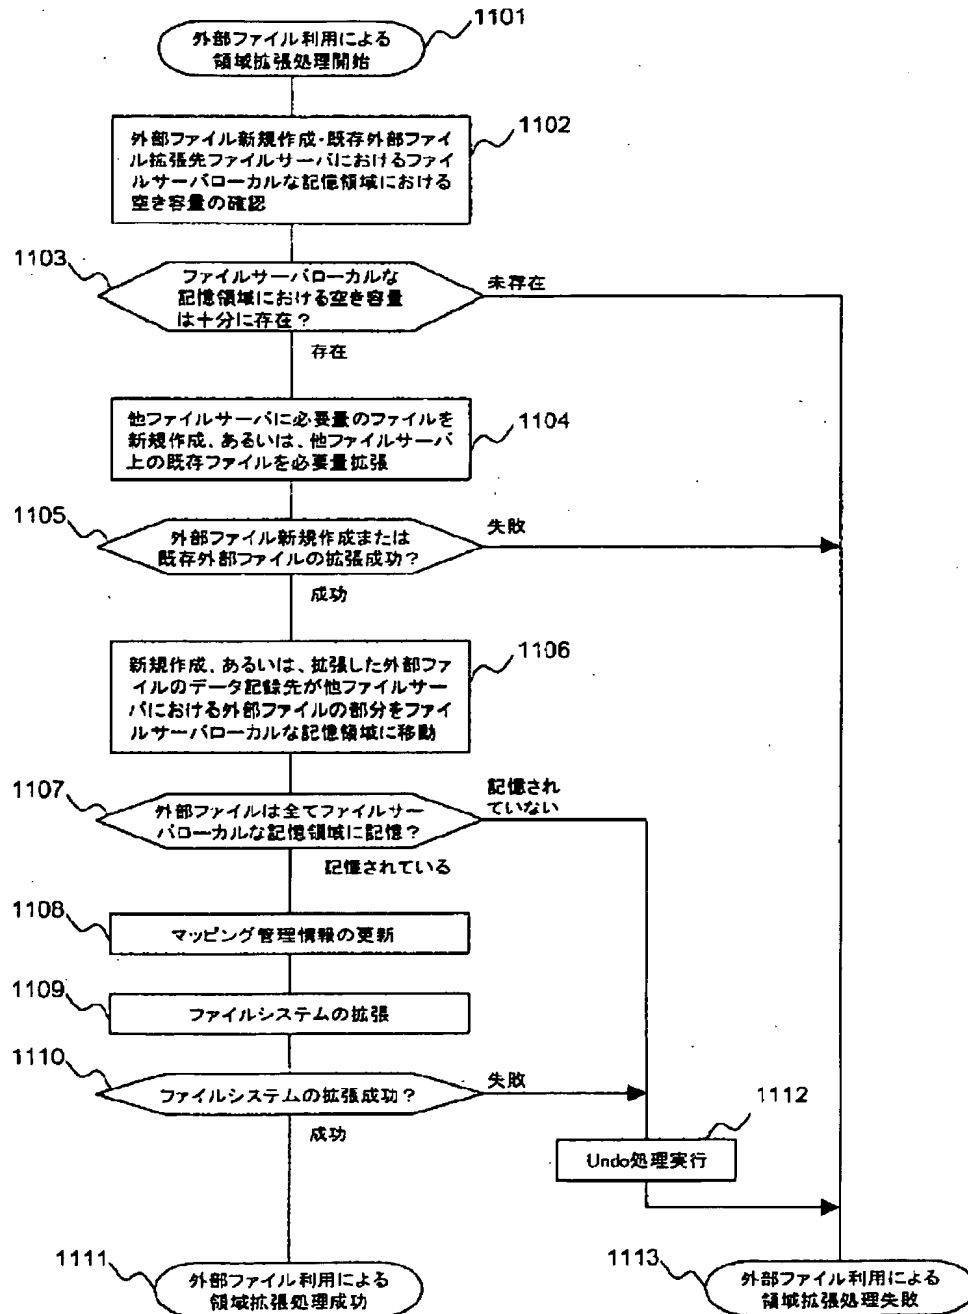 1101
外部ファイル利用による
領域拡張処理開始
1102
外部ファイル新規作成・既存外部ファイ
ル拡張先ファイルサーバにおけるファイ
ルサーバローカルな記憶領域における
空き容量の確認
1103
ファイルサーバローカルな
記憶領域における空き容量
は十分に存在？
未存在
存在
1104
他ファイルサーバに必要量のファイルを
新規作成、あるいは、他ファイルサーバ
上の既存ファイルを必要量拡張
1105
外部ファイル新規作成または
既存外部ファイルの拡張成功？
失敗
成功
1106
新規作成、あるいは、拡張した外部ファ
イルのデータ記録先が他ファイルサー
バにおける外部ファイルの部分をファイ
ルサーバローカルな記憶領域に移動
1107
外部ファイルは全てファイルサー
バローカルな記憶領域に記憶？
記憶され
ていない
記憶されている
1108
マッピング管理情報の更新
1109
ファイルシステムの拡張
1110
ファイルシステムの拡張成功？
失敗
成功
1112
Undo処理実行
1111
外部ファイル利用による
領域拡張処理成功
1113
外部ファイル利用による
領域拡張処理失敗